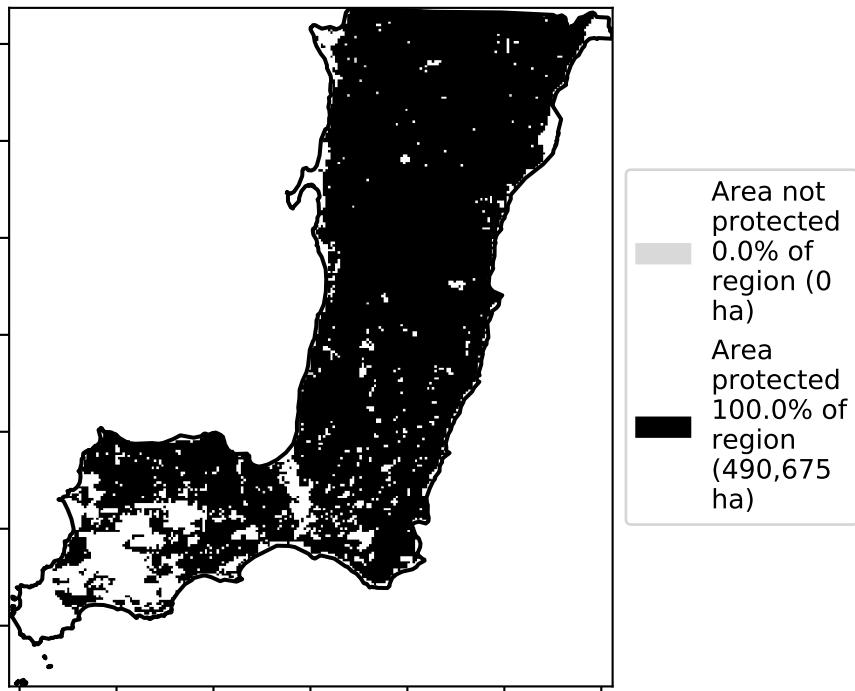 Area not
protected
0.0% of
region (0
ha)
Area
protected
100.0% of
region
(490,675
ha)